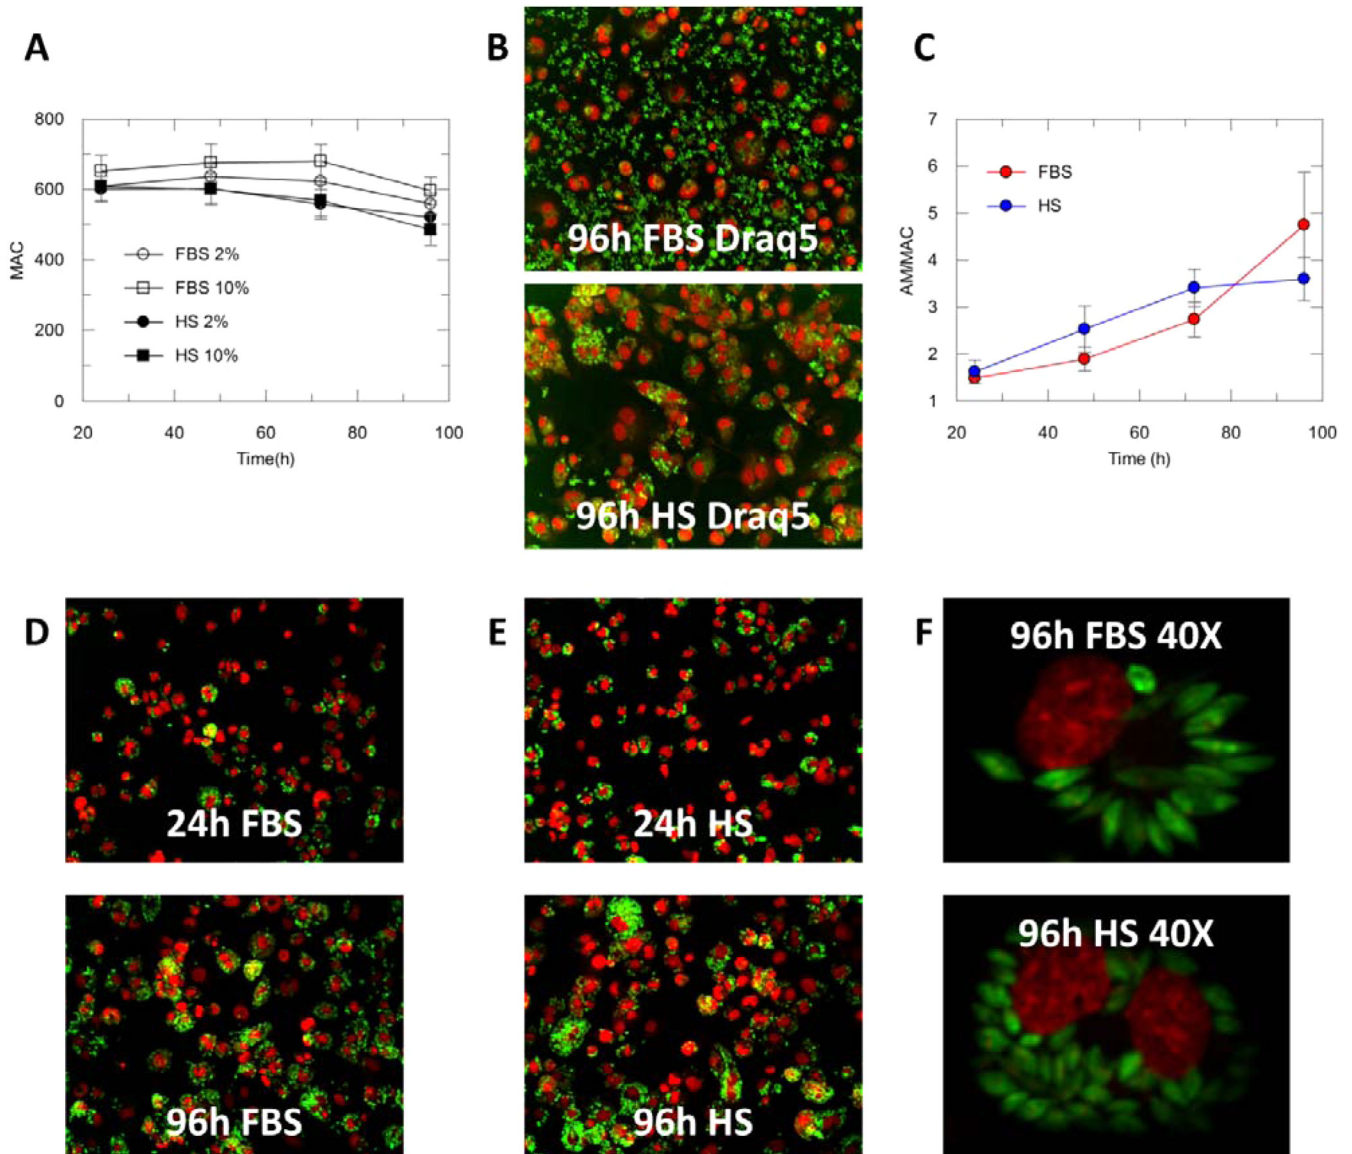 A
B
C
800
600
400
200
0
MAC
FBS 2%
FBS 10%
HS 2%
HS 10%
20
40
60
80
100
Time(h)
96h FBS Draq5
96h HS Draq5
7
6
5
4
3
2
1
AM/MAC
FBS
HS
20
40
60
80
100
Time (h)
D
E
F
24h FBS
24h HS
96h FBS 40X
96h FBS
96h HS
96h HS 40X